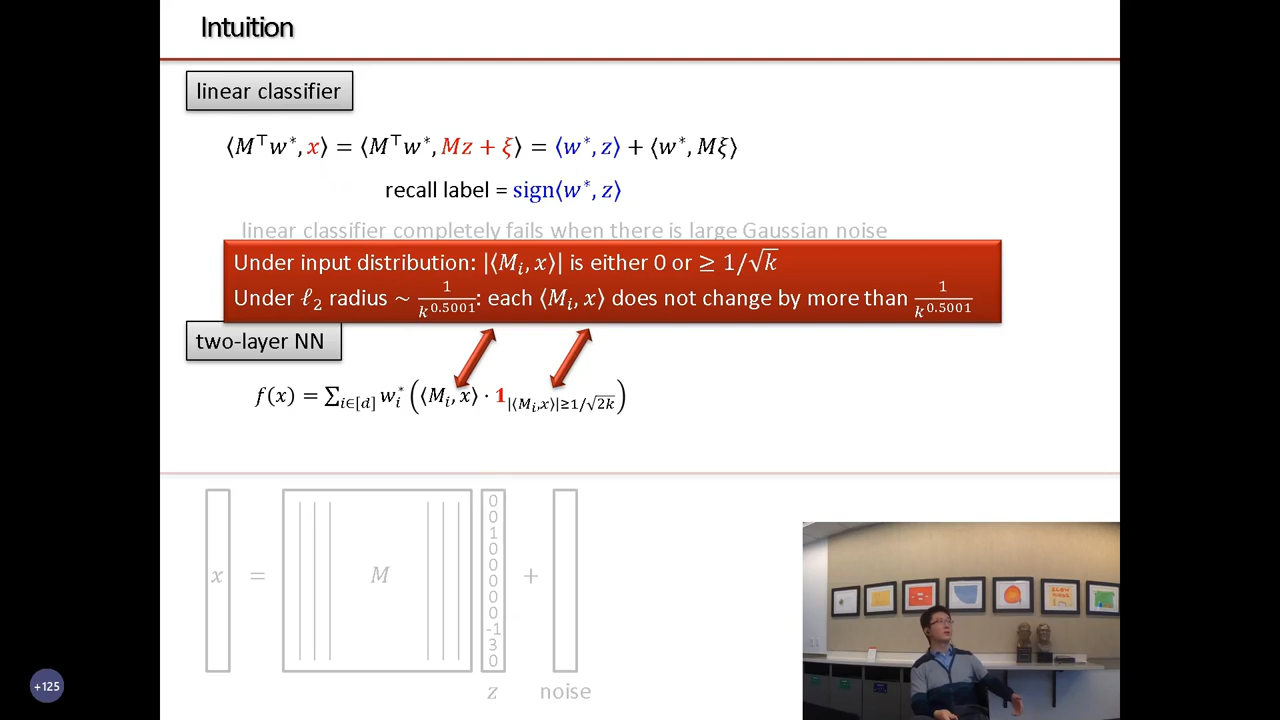 Intuition
linear classifier
⟨M⊤w*, x⟩ = ⟨M⊤w*, Mz + ξ⟩ = ⟨w*, z⟩ + ⟨w*, Mξ⟩
recall label = sign⟨w*, z⟩
linear classifier completely fails when there is large Gaussian noise
Under input distribution: |⟨Mᵢ, x⟩| is either 0 or ≥ 1/√k
Under ℓ₂ radius ~ 1/k^0.5001: each ⟨Mᵢ, x⟩ does not change by more than 1/k^0.5001
two-layer NN
f(x) = ∑_{i∈[d]} wᵢ* (⟨Mᵢ, x⟩ · 1_{|⟨Mᵢ,x⟩|≥1/√2k})
x = M
0
0
1
0
0
0
0
0
-1
3
0
+
z noise
+125